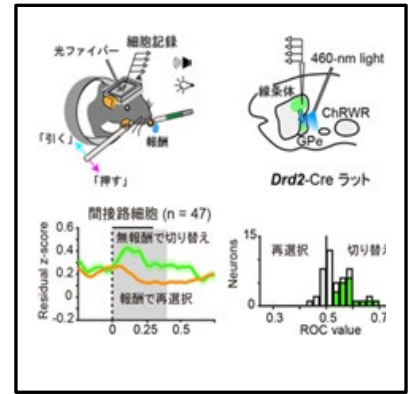 細胞記録
光ファイバー
報酬
「引く」
「押す」
460-nm light
線条体
ChRWR
GPe
Drd2-Cre ラット
間接路細胞 (n = 47)
無報酬で切り替え
報酬で再選択
Residual z-score
0.6
0.4
0.2
0
-0.2
0
0.25
0.5
再選択
切り替
Neurons
15
0
0.3
0.5
0.7
ROC value